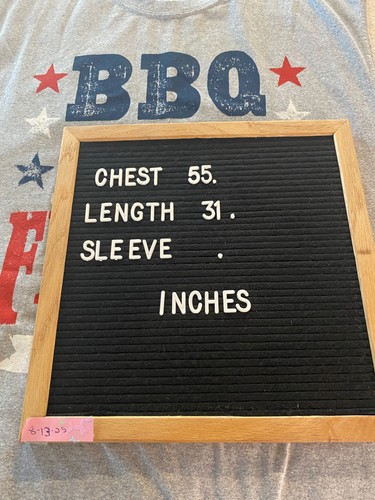 BBQ
CHEST 55.
LENGTH 31.
SLEEVE .
INCHES
8-13-25